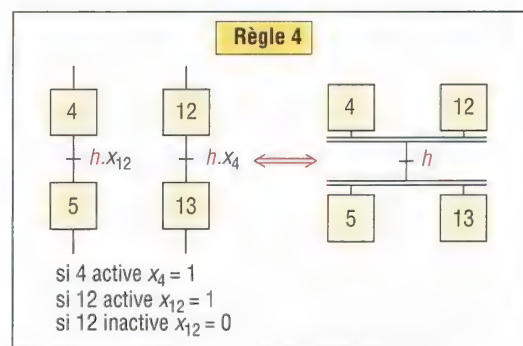 Règle 4
4
12
4
12
h.x12
h.x4
h
5
13
5
13
si 4 active x4 = 1
si 12 active x12 = 1
si 12 inactive x12 = 0